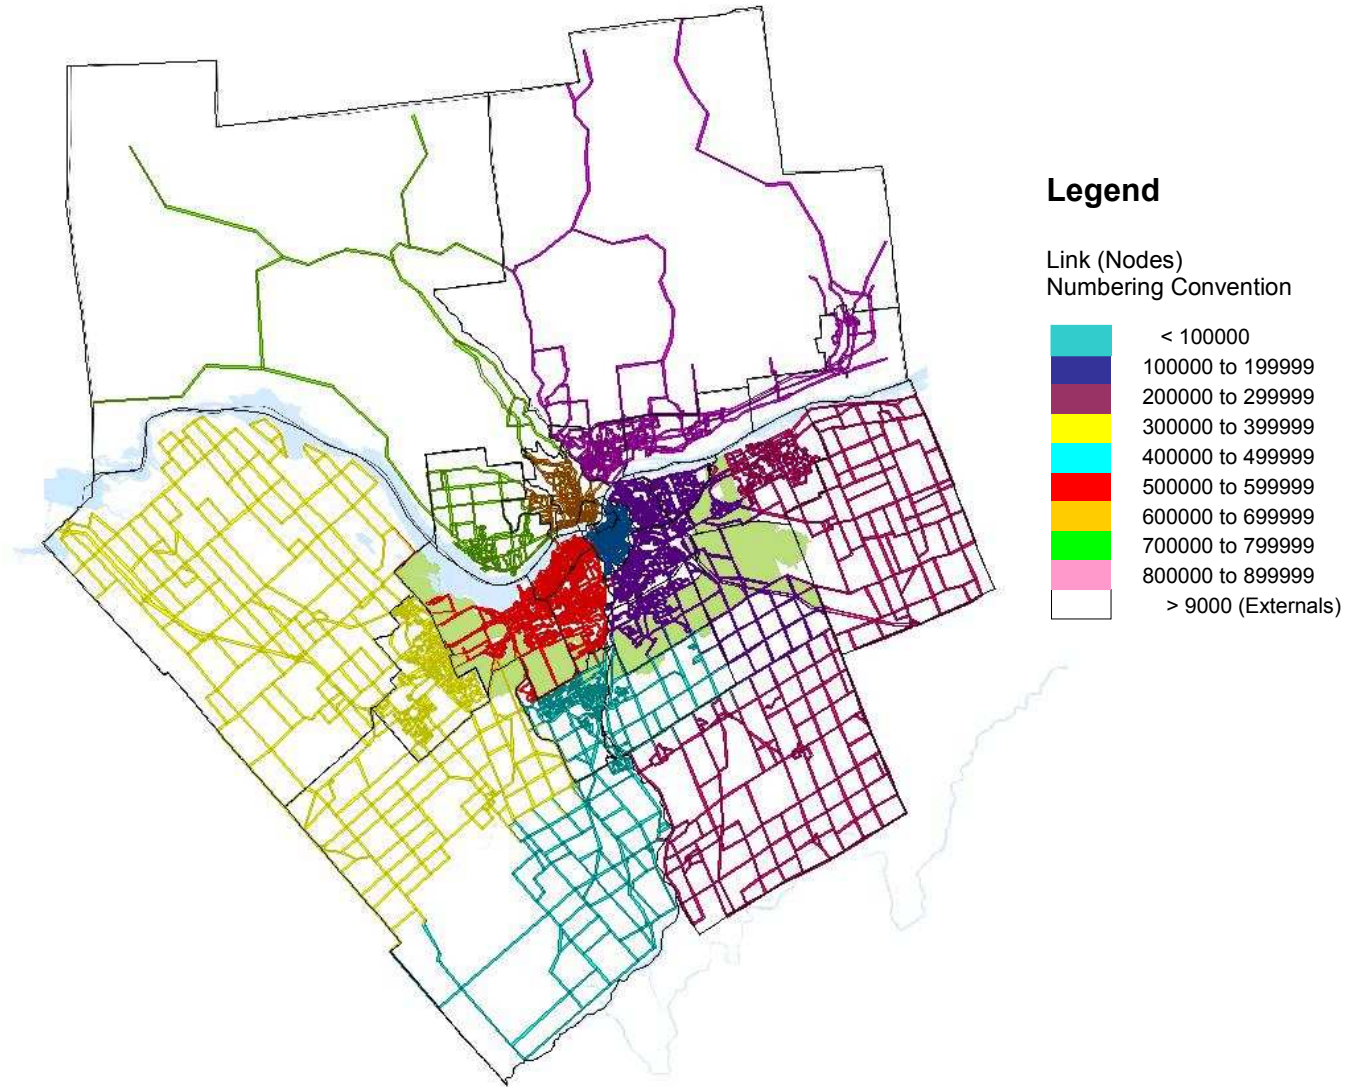 Legend
Link (Nodes)
Numbering Convention
< 100000
100000 to 199999
200000 to 299999
300000 to 399999
400000 to 499999
500000 to 599999
600000 to 699999
700000 to 799999
800000 to 899999
> 9000 (Externals)